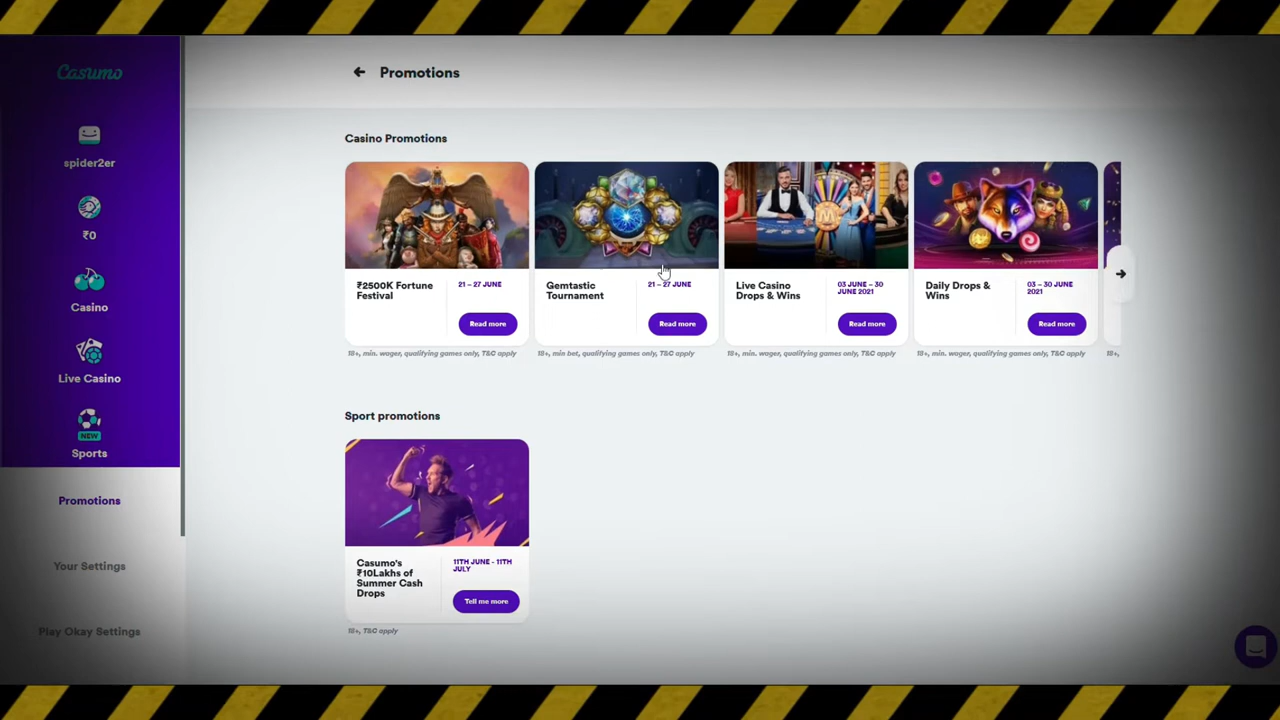 Casumo
spider2er
₹0
Casino
Live Casino
NEW
Sports
Promotions
Your Settings
Play Okay Settings
Promotions
Casino Promotions
₹2500K Fortune
Festival
21 – 27 JUNE
Read more
18+, min. wager, qualifying games only, T&C apply
Gemtastic
Tournament
21 – 27 JUNE
Read more
18+, min bet, qualifying games only, T&C apply
Live Casino
Drops & Wins
03 JUNE – 30
JUNE 2021
Read more
18+, min. wager, qualifying games only, T&C apply
Daily Drops &
Wins
03 – 30 JUNE
2021
Read more
18+, min. wager, qualifying games only, T&C apply
18+,
Sport promotions
Casumo's
₹10Lakhs of
Summer Cash
Drops
11TH JUNE - 11TH
JULY
Tell me more
18+, T&C apply